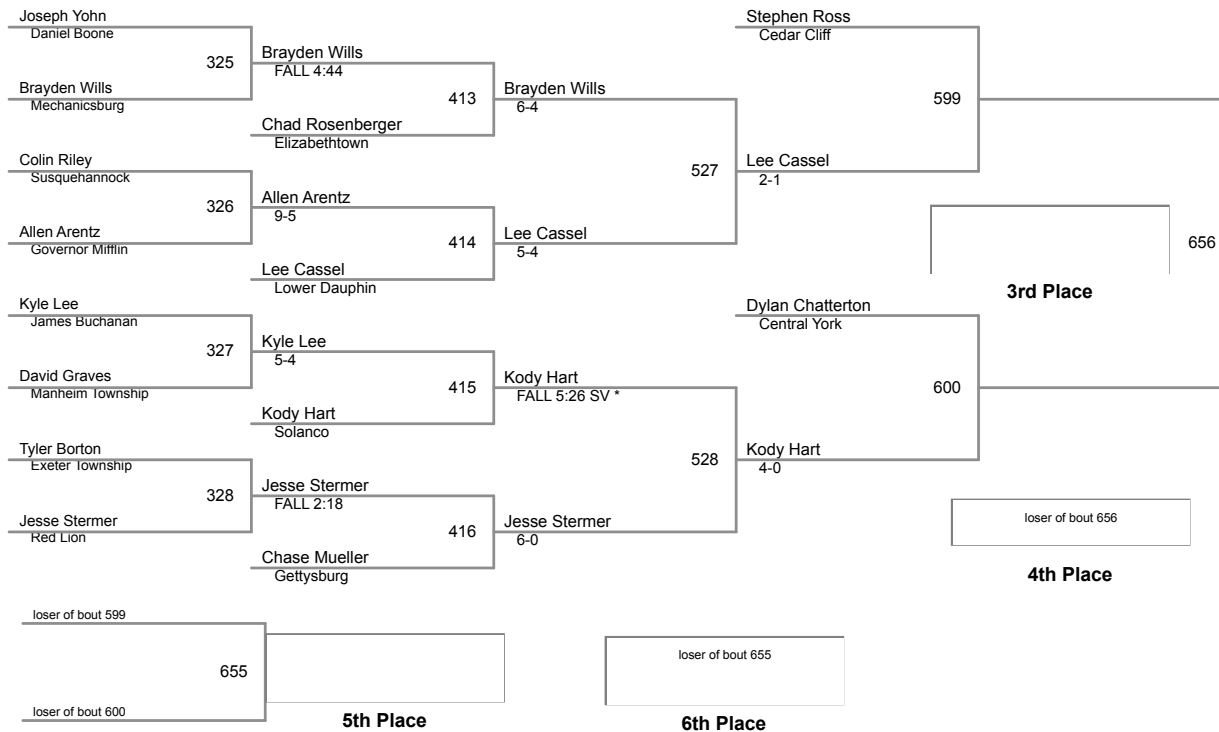 Joseph Yohn
Daniel Boone
325
Brayden Wills
Mechanicsburg
Colin Riley
Susquehannock
326
Allen Arentz
Governor Mifflin
Kyle Lee
James Buchanan
327
David Graves
Manheim Township
Tyler Borton
Exeter Township
328
Jesse Stermer
Red Lion
Brayden Wills
FALL 4:44
413
Chad Rosenberger
Elizabethtown
Allen Arentz
9-5
414
Lee Cassel
Lower Dauphin
Kyle Lee
5-4
415
Kody Hart
Solanco
Jesse Stermer
FALL 2:18
416
Chase Mueller
Gettysburg
Brayden Wills
6-4
527
Lee Cassel
5-4
Kody Hart
FALL 5:26 SV *
528
Jesse Stermer
6-0
Stephen Ross
Cedar Cliff
599
Lee Cassel
2-1
656
3rd Place
Dylan Chatterton
Central York
600
Kody Hart
4-0
loser of bout 656
4th Place
loser of bout 599
655
loser of bout 600
5th Place
loser of bout 655
6th Place